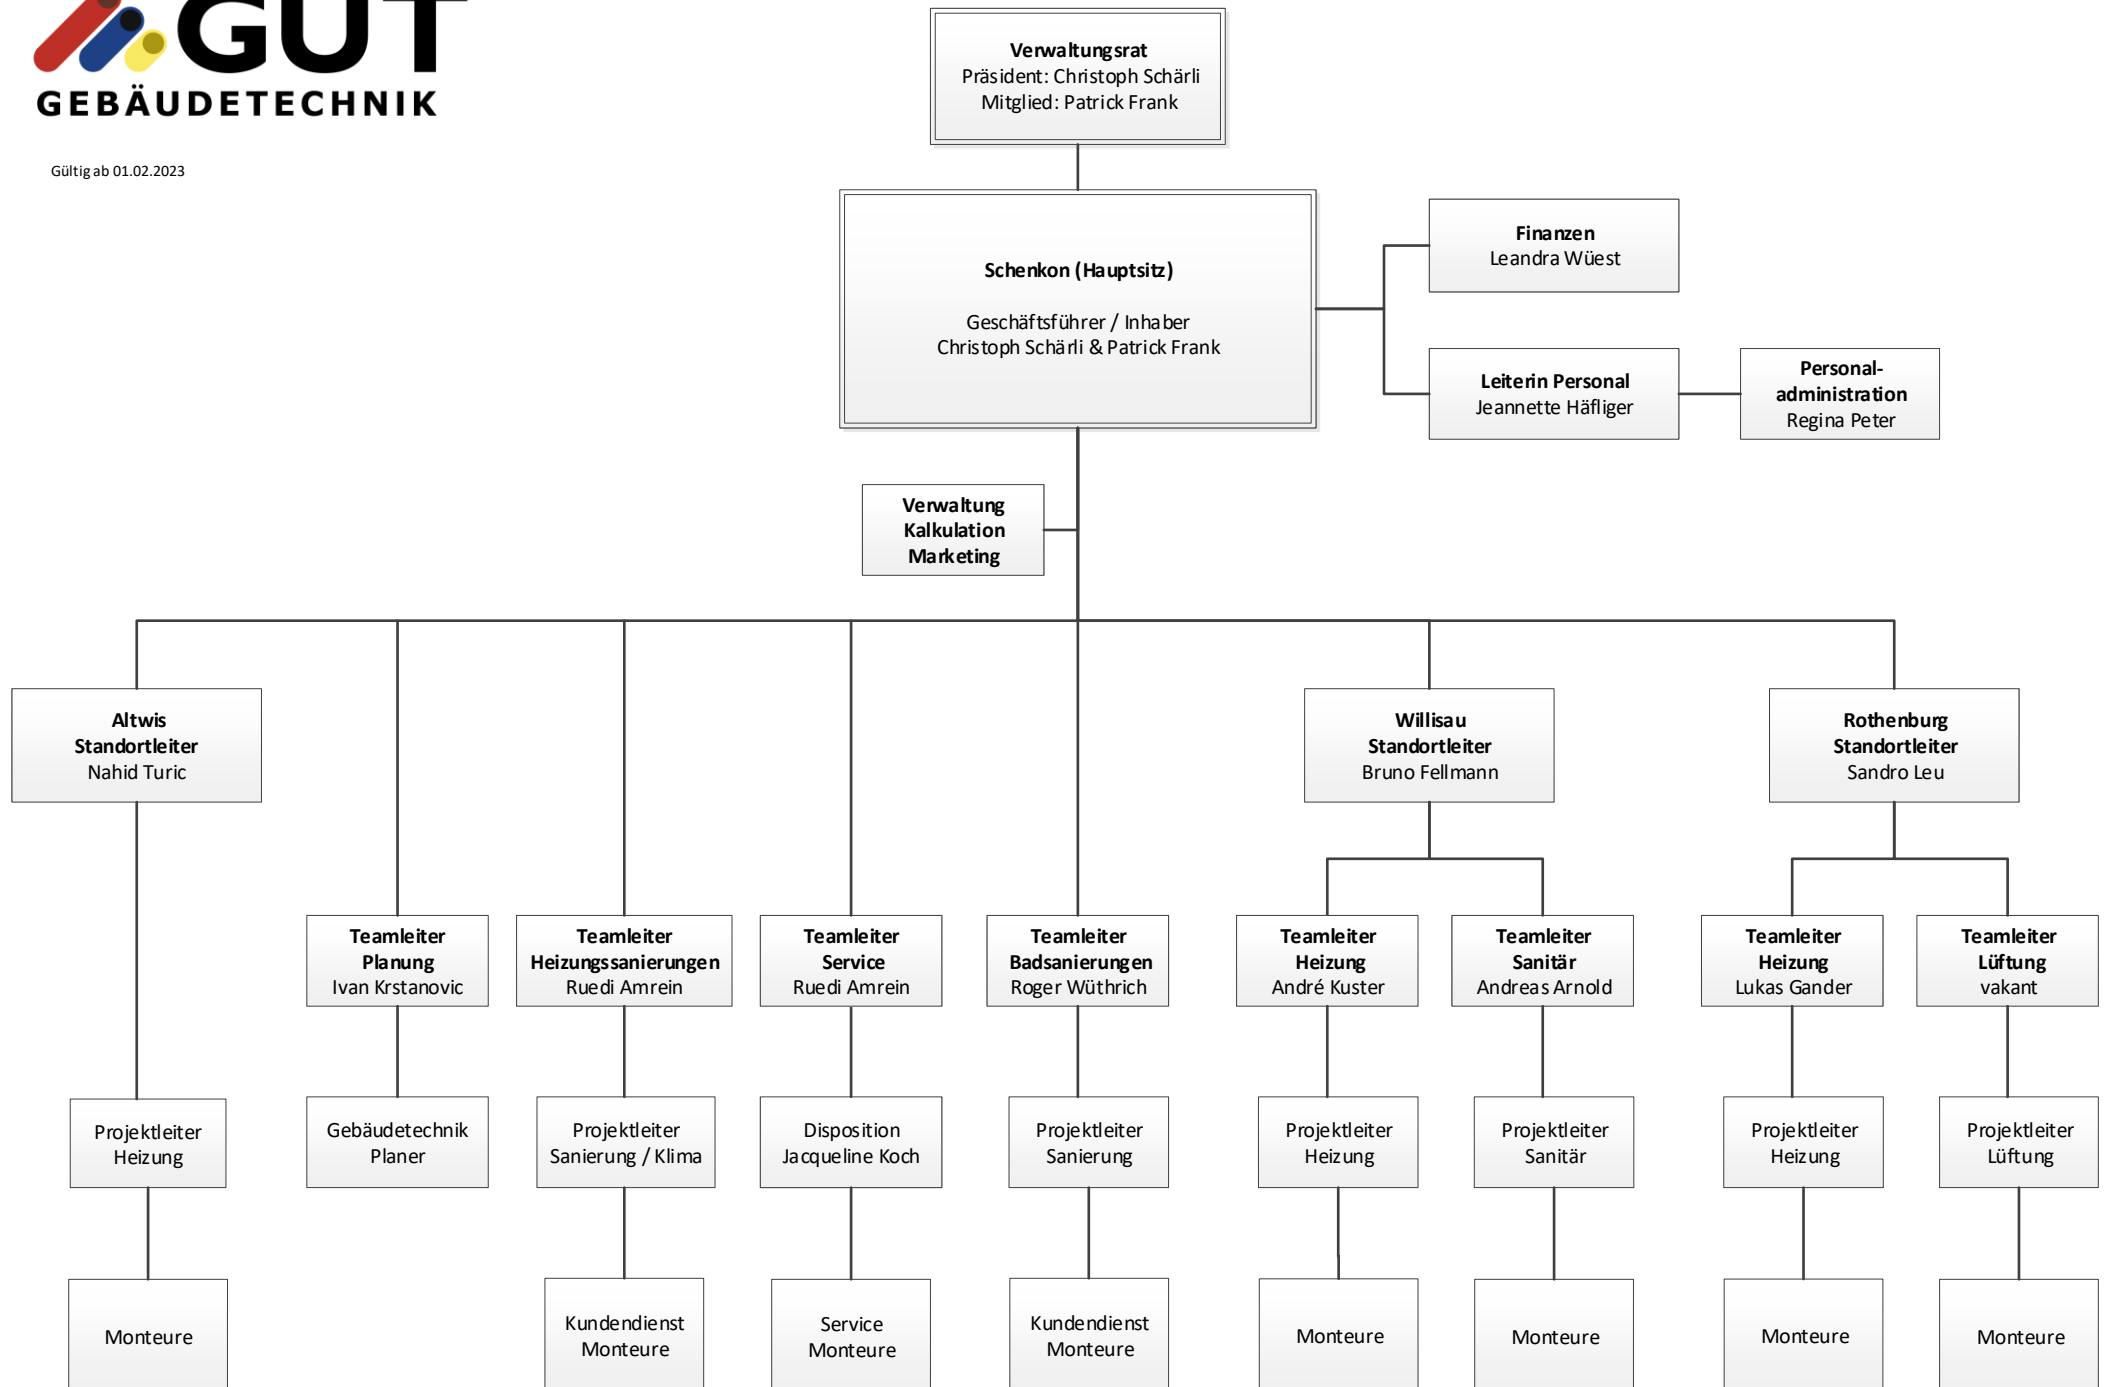 GUT
GEBÄUDETECHNIK
Gültig ab 01.02.2023
Verwaltungsrat
Präsident: Christoph Schärli
Mitglied: Patrick Frank
Schenkon (Hauptsitz)
Geschäftsführer / Inhaber
Christoph Schärli & Patrick Frank
Finanzen
Leandra Wüest
Leiterin Personal
Jeannette Häfliger
Personal-
administration
Regina Peter
Verwaltung
Kalkulation
Marketing
Altwis
Standortleiter
Nahid Turic
Willisau
Standortleiter
Bruno Fellmann
Rothenburg
Standortleiter
Sandro Leu
Teamleiter
Planung
Ivan Krstanovic
Teamleiter
Heizungssanierungen
Ruedi Amrein
Teamleiter
Service
Ruedi Amrein
Teamleiter
Badsanierungen
Roger Wüthrich
Teamleiter
Heizung
André Kuster
Teamleiter
Sanitär
Andreas Arnold
Teamleiter
Heizung
Lukas Gander
Teamleiter
Lüftung
vakant
Projektleiter
Heizung
Gebäudetechnik
Planer
Projektleiter
Sanierung / Klima
Disposition
Jacqueline Koch
Projektleiter
Sanierung
Projektleiter
Heizung
Projektleiter
Sanitär
Projektleiter
Heizung
Projektleiter
Lüftung
Monteure
Kundendienst
Monteure
Service
Monteure
Kundendienst
Monteure
Monteure
Monteure
Monteure
Monteure